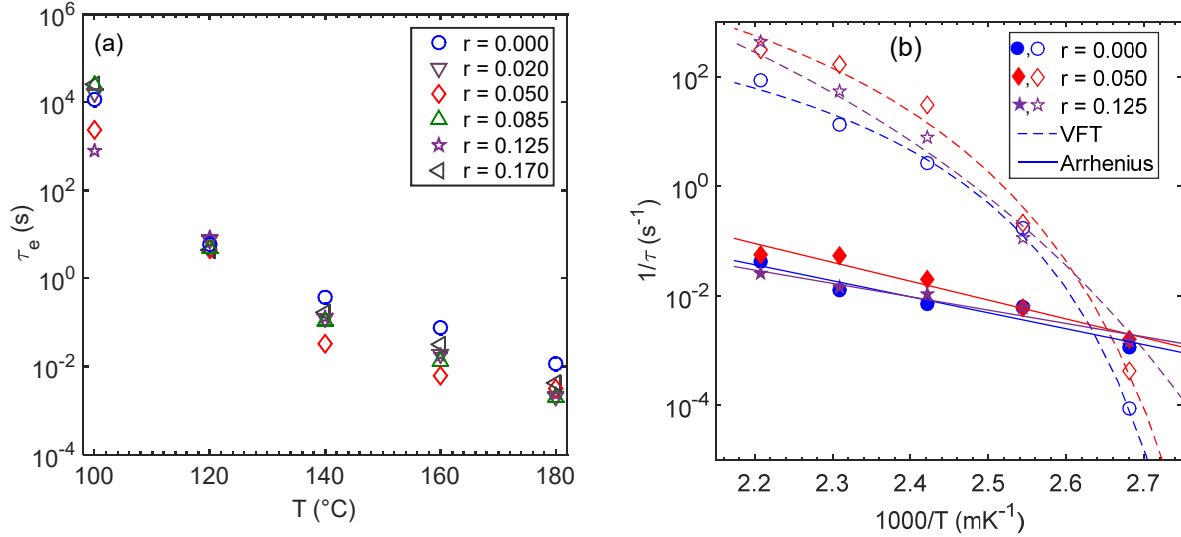 (a)
r = 0.000
r = 0.020
r = 0.050
r = 0.085
r = 0.125
r = 0.170
10^6
10^4
10^2
10^0
10^-2
10^-4
τ_e (s)
100 120 140 160 180
T (°C)
(b)
, r = 0.000
, r = 0.050
, r = 0.125
VFT
Arrhenius
10^2
10^0
10^-2
10^-4
1/τ (s^-1)
2.2 2.3 2.4 2.5 2.6 2.7
1000/T (mK^-1)